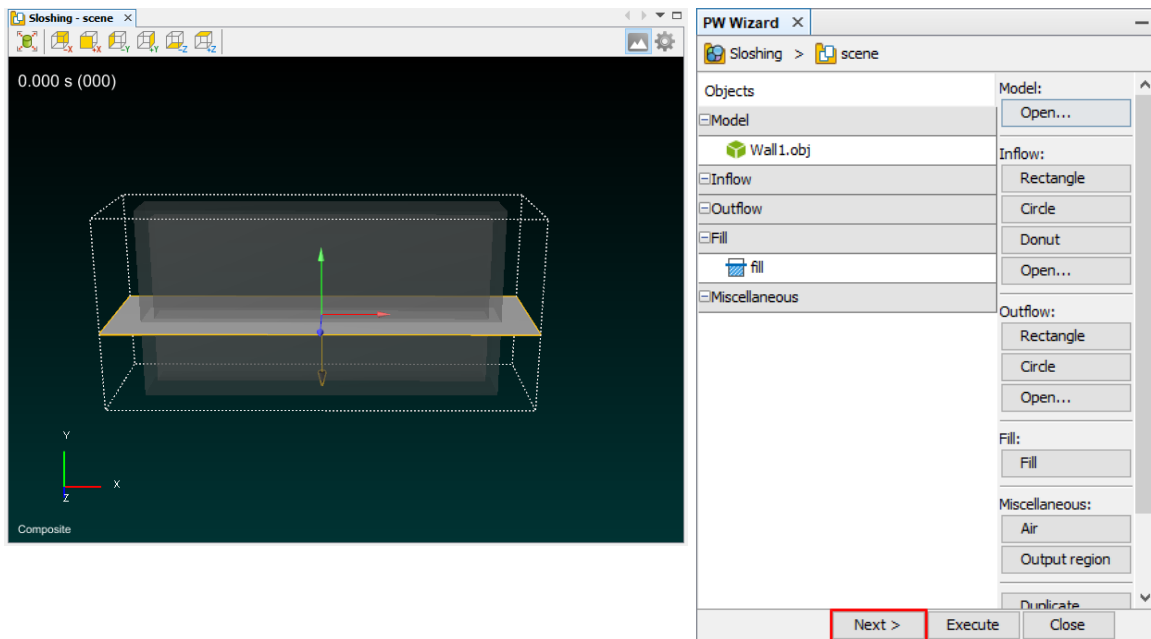 Sloshing - scene
-X +X -Y +Y -Z +Z
0.000 s (000)
Y
X
Z
Composite
PW Wizard
Sloshing > scene
Objects
Model
Wall1.obj
Inflow
Outflow
Fill
fill
Miscellaneous
Model:
Open...
Inflow:
Rectangle
Circle
Donut
Open...
Outflow:
Rectangle
Circle
Open...
Fill:
Fill
Miscellaneous:
Air
Output region
Duplicate
Next >
Execute
Close